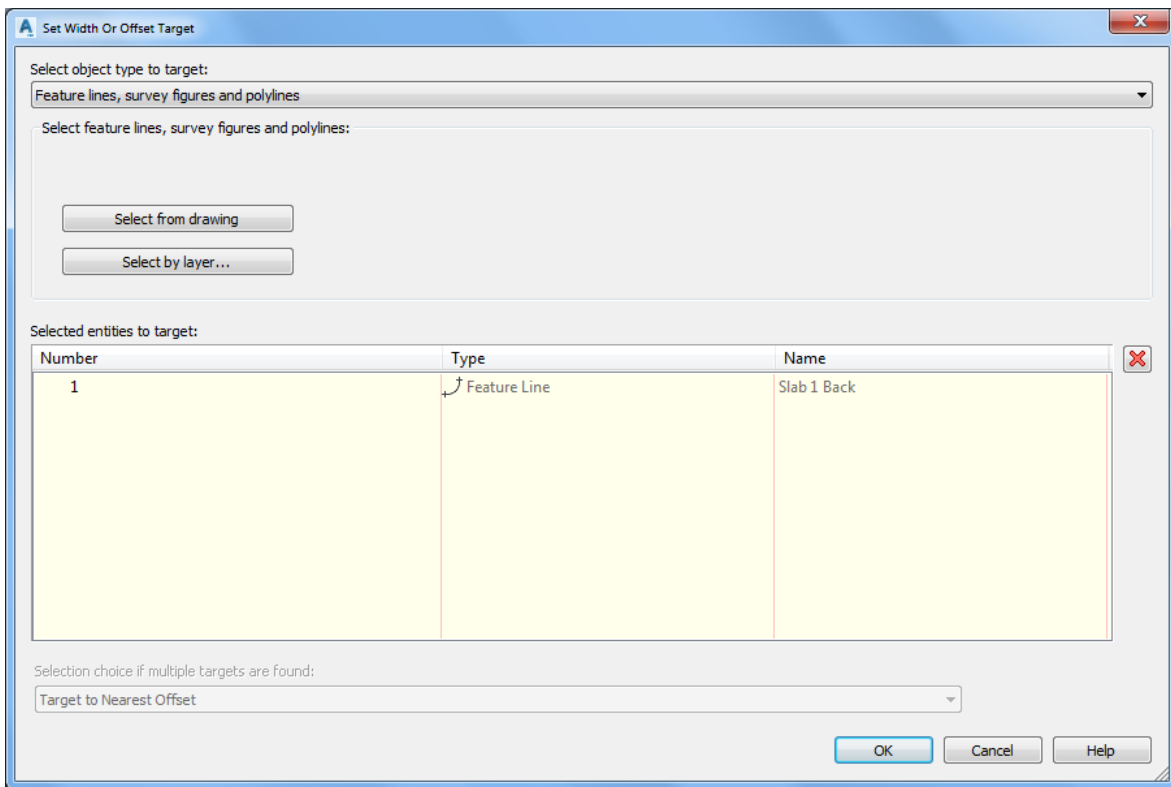 Set Width Or Offset Target
Select object type to target:
Feature lines, survey figures and polylines
Select feature lines, survey figures and polylines:
Select from drawing
Select by layer...
Selected entities to target:
Number Type Name
1 Feature Line Slab 1 Back
Selection choice if multiple targets are found:
Target to Nearest Offset
OK Cancel Help